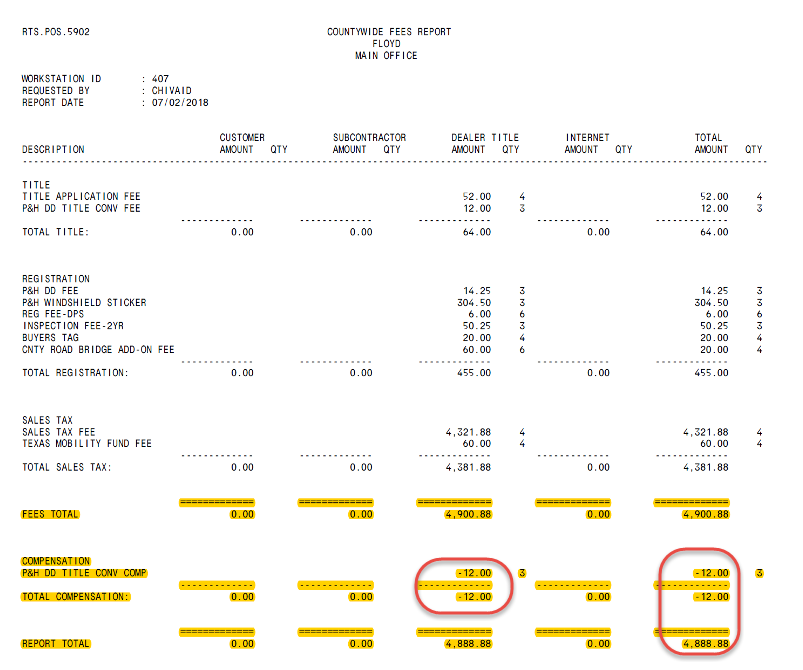 RTS.POS.5902 COUNTYWIDE FEES REPORT
FLOYD
MAIN OFFICE
WORKSTATION ID : 407
REQUESTED BY : CHIVAID
REPORT DATE : 07/02/2018
CUSTOMER SUBCONTRACTOR DEALER TITLE INTERNET TOTAL
DESCRIPTION AMOUNT QTY AMOUNT QTY AMOUNT QTY AMOUNT QTY AMOUNT QTY
TITLE
TITLE APPLICATION FEE 52.00 4 52.00 4
P&H DD TITLE CONV FEE 12.00 3 12.00 3
TOTAL TITLE: 0.00 0.00 64.00 0.00 64.00
REGISTRATION
P&H DD FEE 14.25 3 14.25 3
P&H WINDSHIELD STICKER 304.50 3 304.50 3
REG FEE-DPS 6.00 6 6.00 6
INSPECTION FEE-2YR 50.25 3 50.25 3
BUYERS TAG 20.00 4 20.00 4
CNTY ROAD BRIDGE ADD-ON FEE 60.00 6 20.00 4
TOTAL REGISTRATION: 0.00 0.00 455.00 0.00 455.00
SALES TAX
SALES TAX FEE 4,321.88 4 4,321.88 4
TEXAS MOBILITY FUND FEE 60.00 4 60.00 4
TOTAL SALES TAX: 0.00 0.00 4,381.88 0.00 4,381.88
FEES TOTAL 0.00 0.00 4,900.88 0.00 4,900.88
COMPENSATION
P&H DD TITLE CONV COMP -12.00 3 -12.00 3
TOTAL COMPENSATION: 0.00 0.00 -12.00 0.00 -12.00
REPORT TOTAL 0.00 0.00 4,888.88 0.00 4,888.88